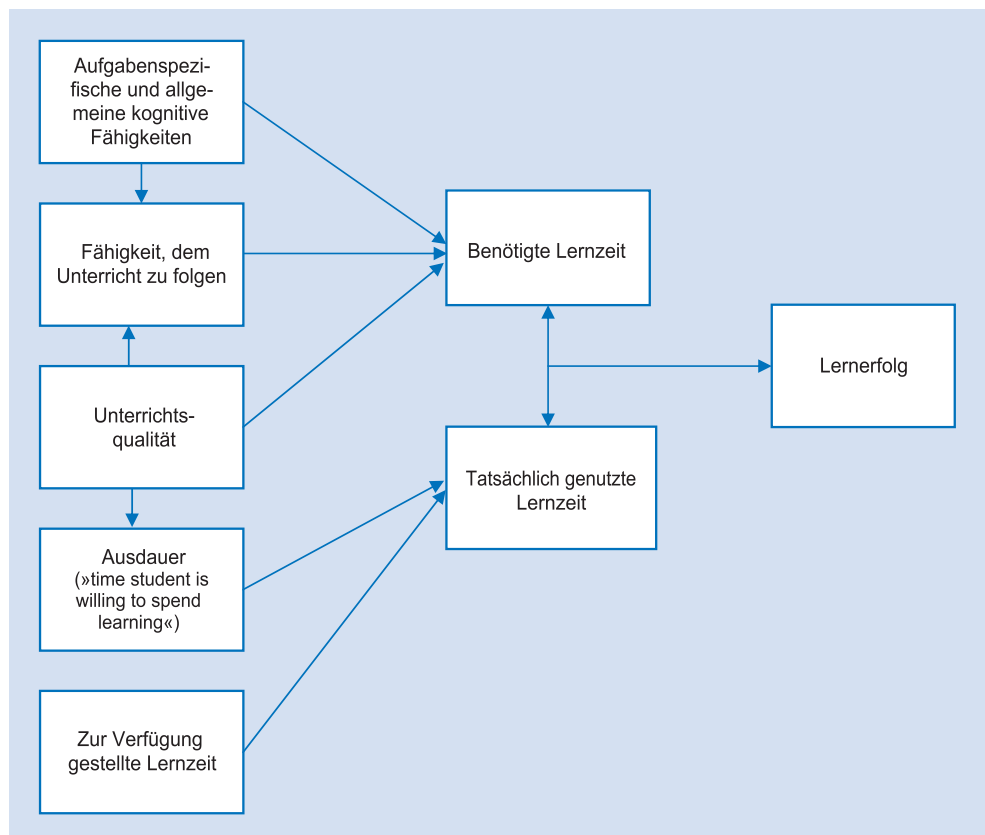 Aufgabenspezi-
fische und allge-
meine kognitive
Fähigkeiten
Fähigkeit, dem
Unterricht zu folgen
Unterrichts-
qualität
Ausdauer
(»time student is
willing to spend
learning«)
Zur Verfügung
gestellte Lernzeit
Benötigte Lernzeit
Tatsächlich genutzte
Lernzeit
Lernerfolg